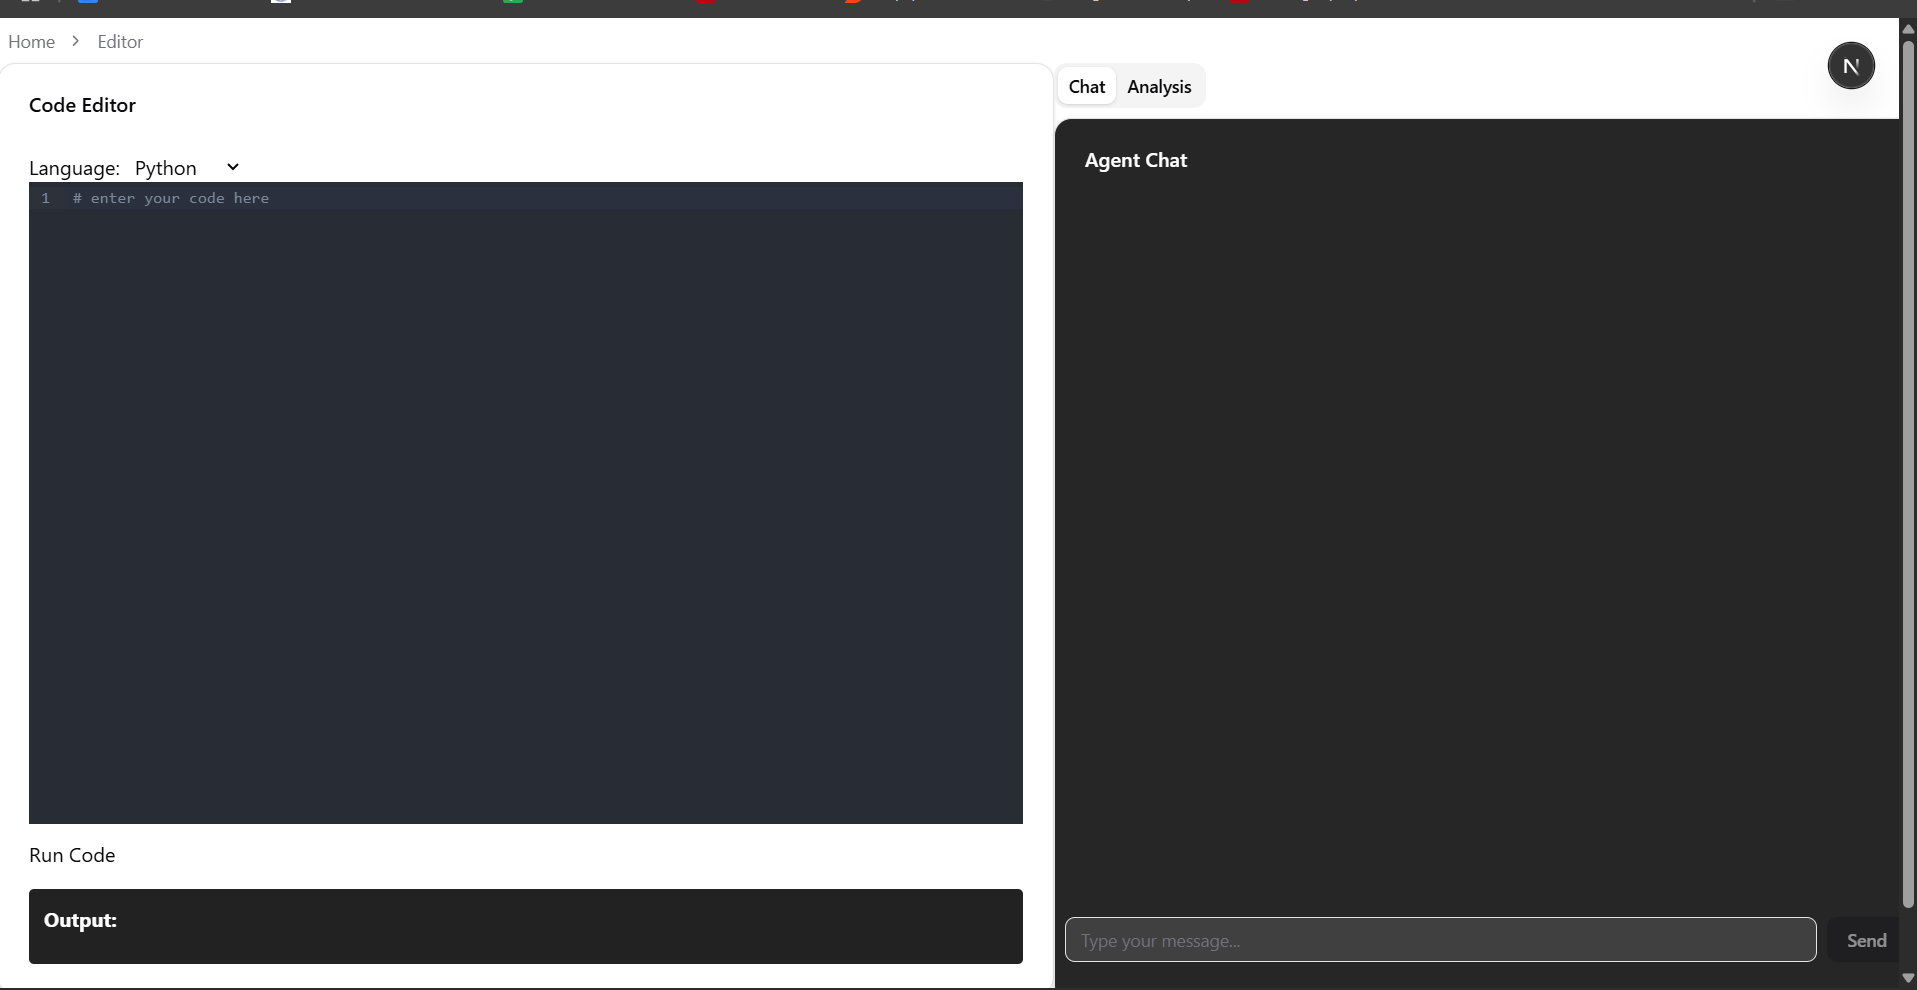 Home > Editor
Code Editor
Language: Python
1 # enter your code here
Run Code
Output:
Chat Analysis
N
Agent Chat
Type your message...
Send